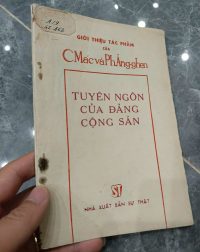 A19
GIỚI THIỆU TÁC PHẨM
của
C.Mác và Ph.Ăng-ghen
TUYÊN NGÔN
CỦA ĐẢNG
CỘNG SẢN
ST
NHÀ XUẤT BẢN SỰ THẬT